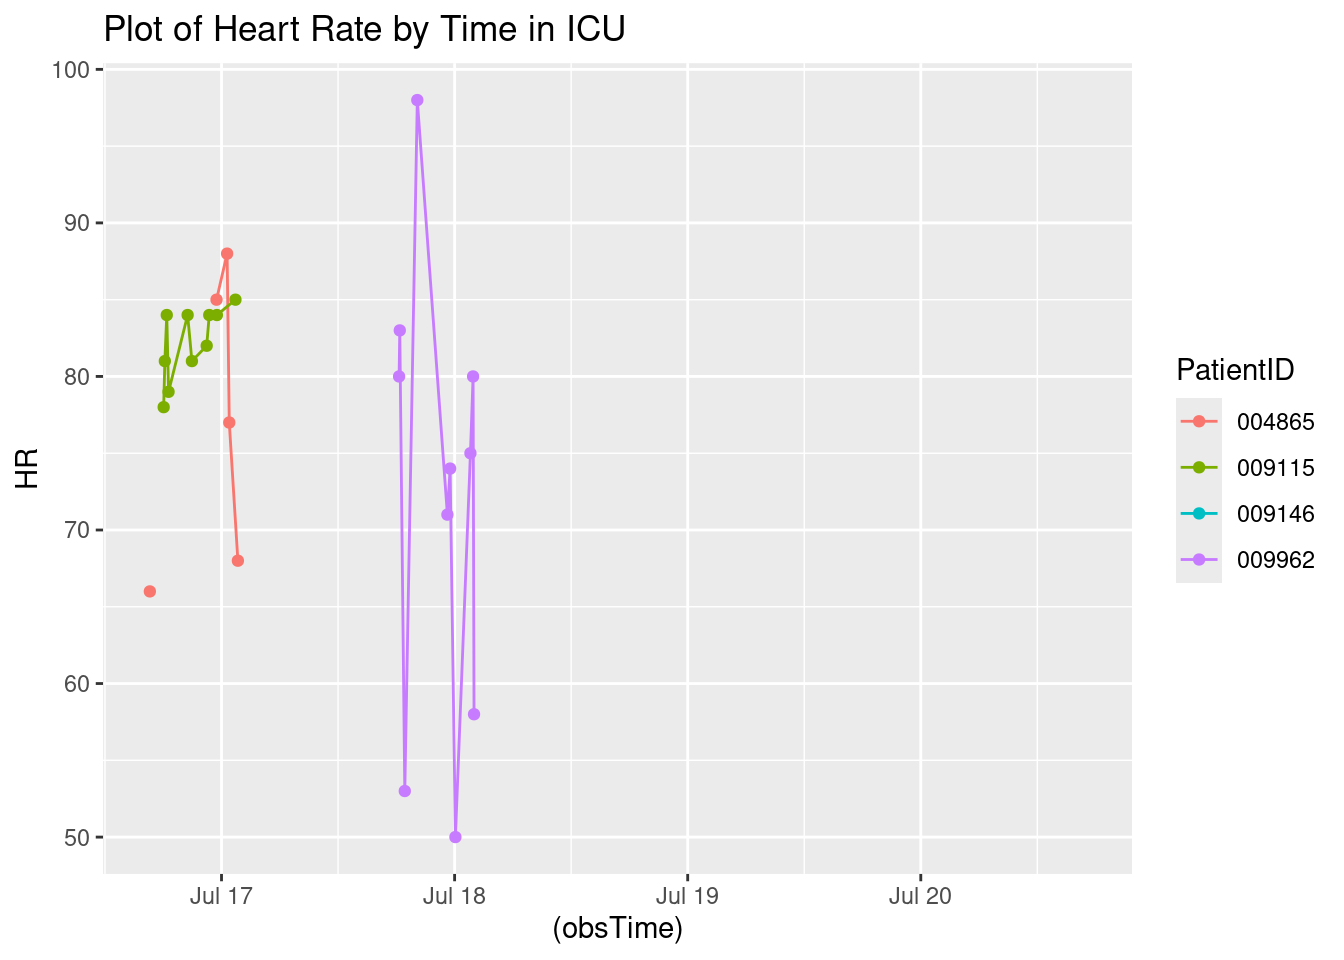 Plot of Heart Rate by Time in ICU
100
90
80
70
60
50
HR
Jul 17
Jul 18
Jul 19
Jul 20
(obsTime)
PatientID
004865
009115
009146
009962